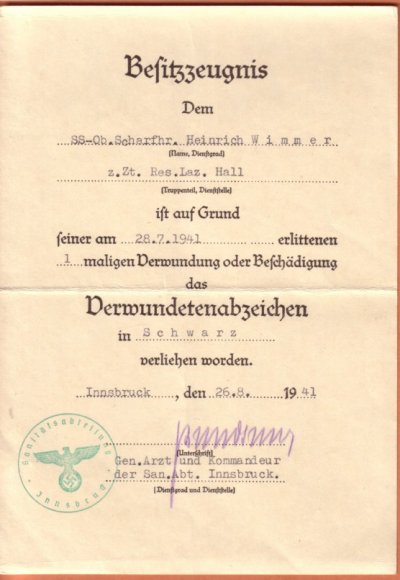 Besitzzeugnis
Dem
SS-Ob.Scharfhr. Heinrich Wimmer
(Name, Dienstgrad)
z.Zt. Res.Laz. Hall
(Truppenteil, Dienststelle)
ist auf Grund
seiner am 28.7.1941 erlittenen
1 maligen Verwundung oder Beschädigung
das
Verwundetenabzeichen
in Schwarz
verliehen worden.
Innsbruck, den 26.8. 1941
(Unterschrift)
Gen.Arzt und Kommandeur
der San.Abt. Innsbruck.
(Dienstgrad und Dienststelle)
Sanitätsabteilung
Innsbruck